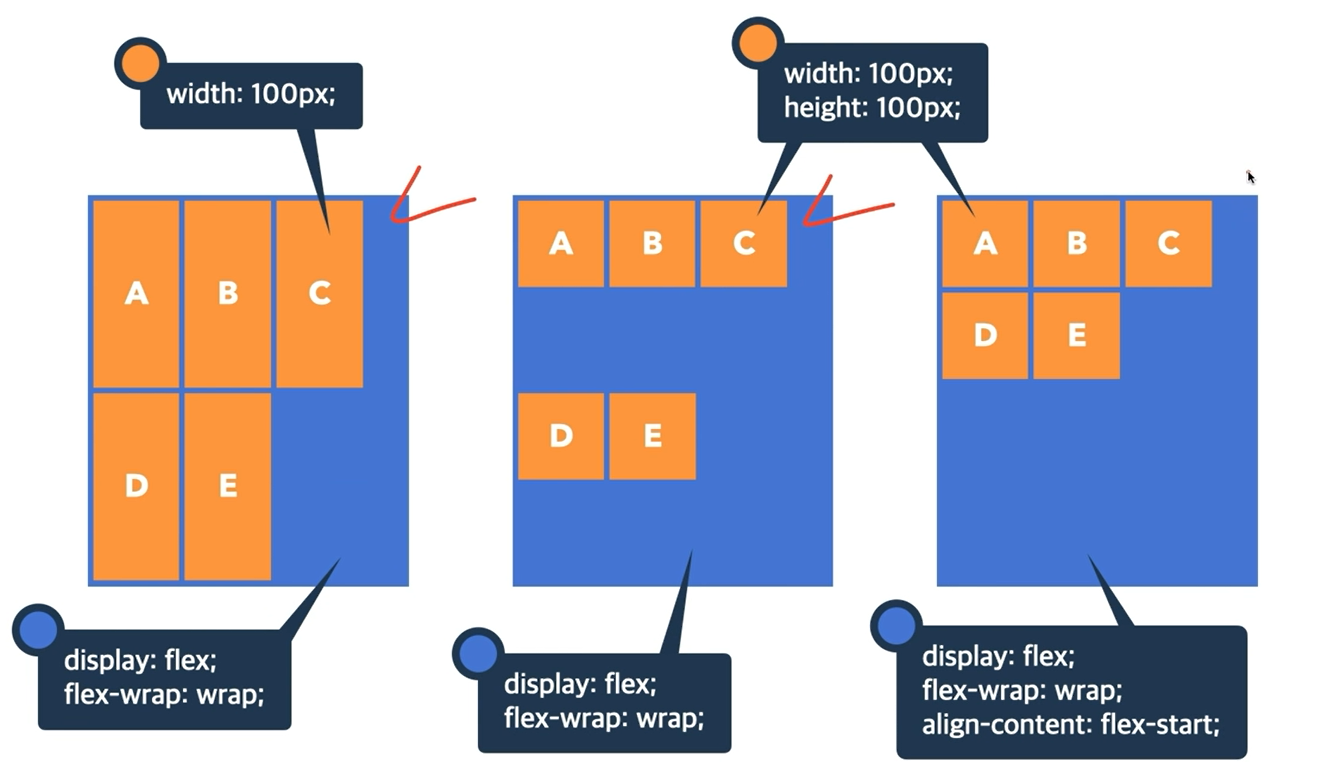 width: 100px;
width: 100px;
height: 100px;
A B C
D E
A B C
D E
A B C
D E
display: flex;
flex-wrap: wrap;
display: flex;
flex-wrap: wrap;
display: flex;
flex-wrap: wrap;
align-content: flex-start;